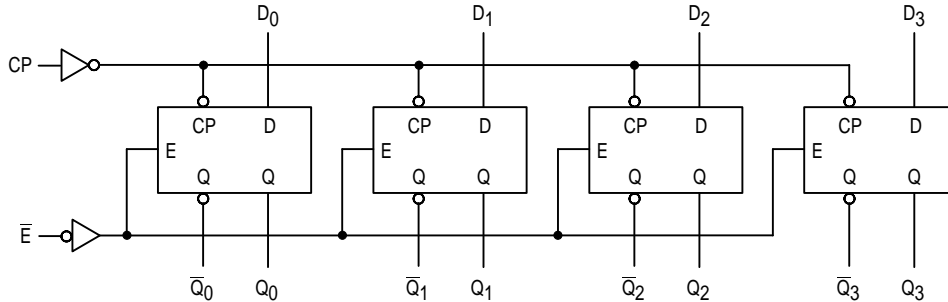 D0 D1 D2 D3
CP
CP D CP D CP D CP D
E E E E
Q Q Q Q Q Q Q Q
E̅
Q̅0 Q0 Q̅1 Q1 Q̅2 Q2 Q̅3 Q3